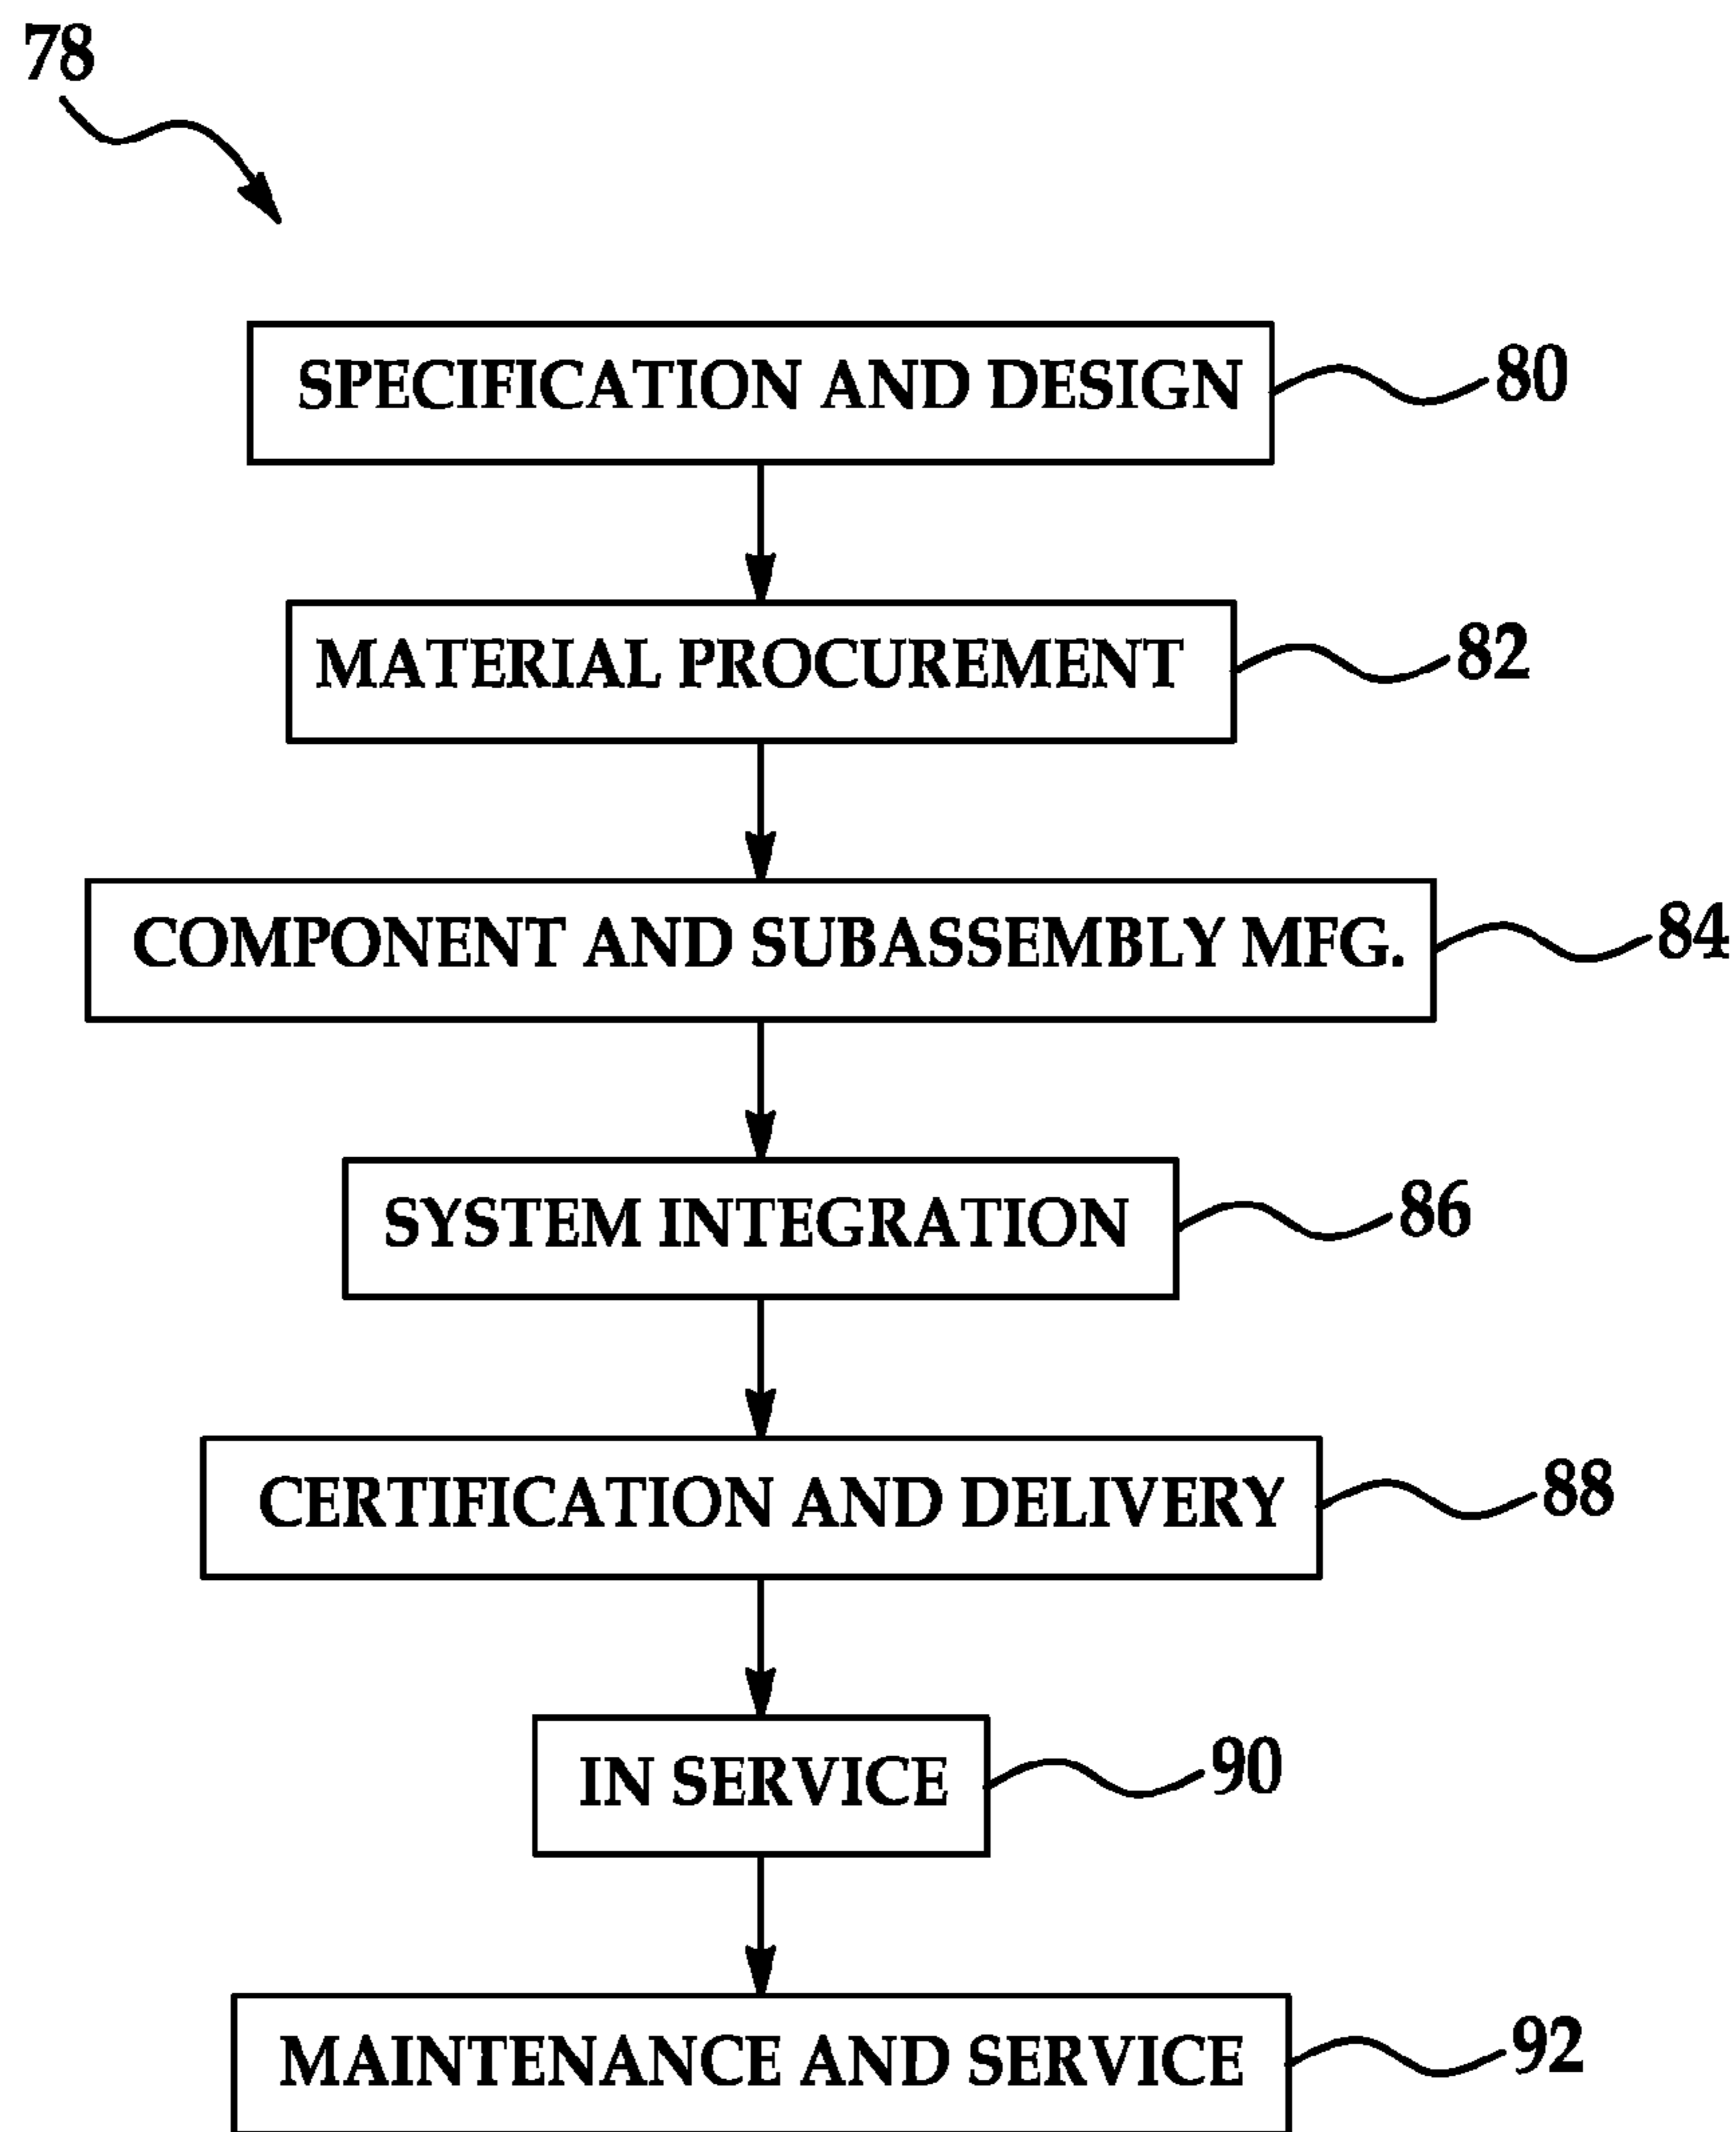 78
SPECIFICATION AND DESIGN 80
MATERIAL PROCUREMENT 82
COMPONENT AND SUBASSEMBLY MFG. 84
SYSTEM INTEGRATION 86
CERTIFICATION AND DELIVERY 88
IN SERVICE 90
MAINTENANCE AND SERVICE 92